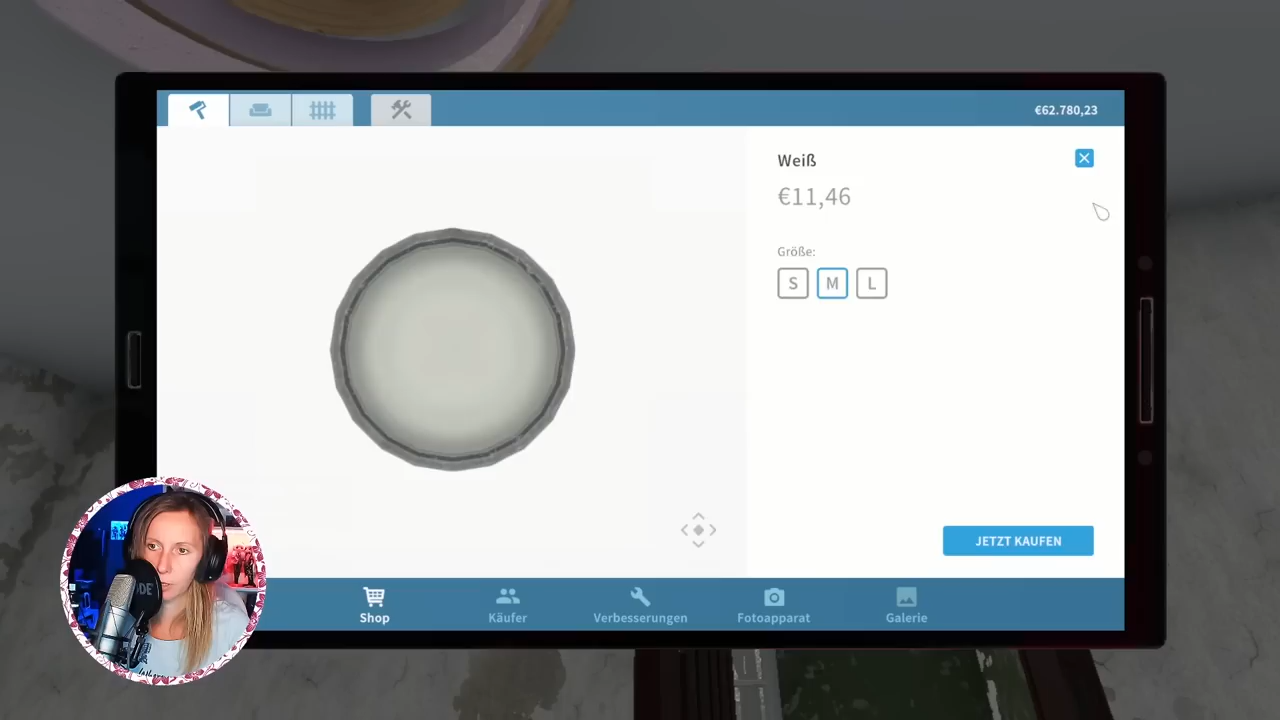 €62.780,23
Weiß
€11,46
Größe:
S M L
JETZT KAUFEN
Shop Käufer Verbesserungen Fotoapparat Galerie